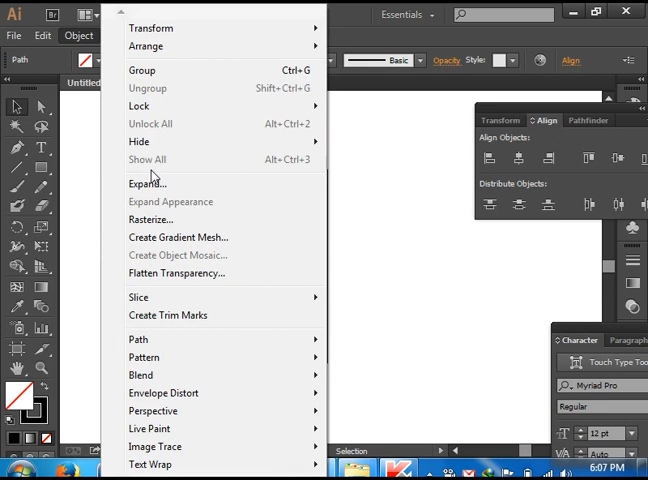 Ai
Br
Essentials
File
Edit
Object
Path
Basic
Opacity
Style:
Align
Transform
Arrange
Group Ctrl+G
Ungroup Shift+Ctrl+G
Lock
Unlock All Alt+Ctrl+2
Hide
Show All Alt+Ctrl+3
Expand...
Expand Appearance
Rasterize...
Create Gradient Mesh...
Create Object Mosaic...
Flatten Transparency...
Slice
Create Trim Marks
Path
Pattern
Blend
Envelope Distort
Perspective
Live Paint
Image Trace
Text Wrap
Transform
Align
Pathfinder
Align Objects:
Distribute Objects:
Character
Paragraph
Touch Type Too
Myriad Pro
Regular
12 pt
Auto
Selection
6:07 PM